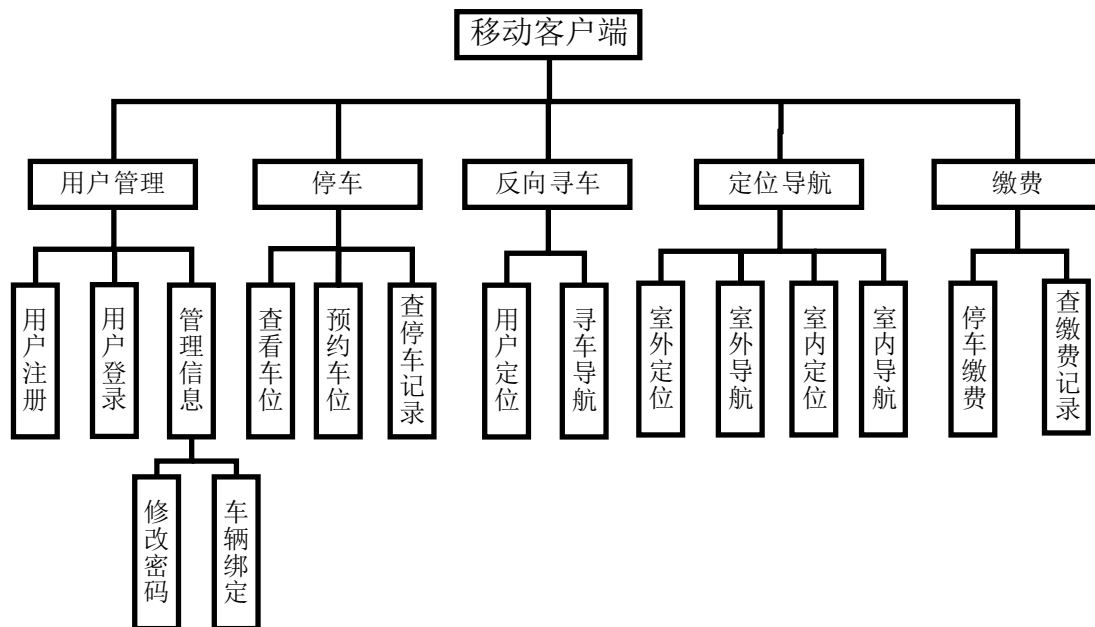 移动客户端
用户管理
停车
反向寻车
定位导航
缴费
用户注册
用户登录
管理信息
查看车位
预约车位
查停车记录
用户定位
寻车导航
室外定位
室外导航
室内定位
室内导航
停车缴费
查缴费记录
修改密码
车辆绑定